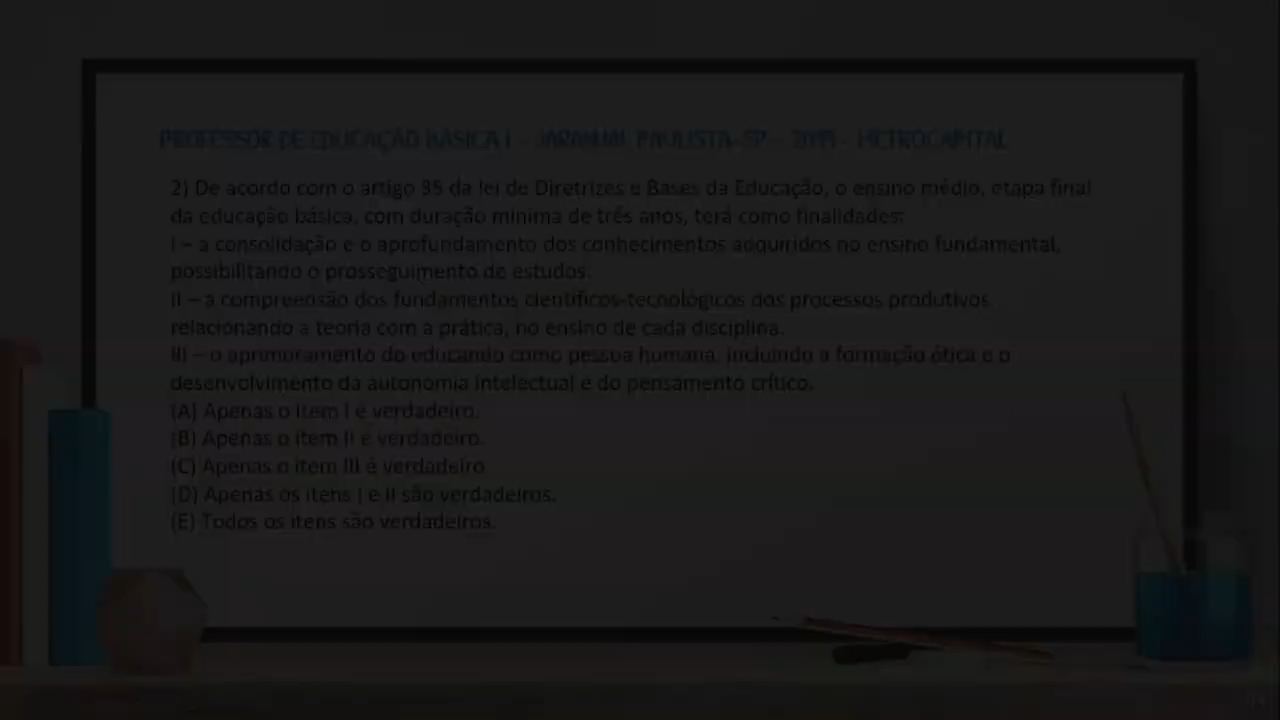 PROFESSOR DE EDUCAÇÃO BÁSICA I - JARANUAL PAULISTA-SP - 2019 - METROCAPITAL
2) De acordo com o artigo 35 da lei de Diretrizes e Bases da Educação, o ensino médio, etapa final
da educação básica, com duração mínima de três anos, terá como finalidades:
I – a consolidação e o aprofundamento dos conhecimentos adquiridos no ensino fundamental,
possibilitando o prosseguimento de estudos.
II – a compreensão dos fundamentos científicos-tecnológicos dos processos produtivos
relacionando a teoria com a prática, no ensino de cada disciplina.
III – o aprimoramento do educando como pessoa humana, incluindo a formação ética e o
desenvolvimento da autonomia intelectual e do pensamento crítico.
(A) Apenas o item I é verdadeiro.
(B) Apenas o item II é verdadeiro.
(C) Apenas o item III é verdadeiro
(D) Apenas os itens I e II são verdadeiros.
(E) Todos os itens são verdadeiros.